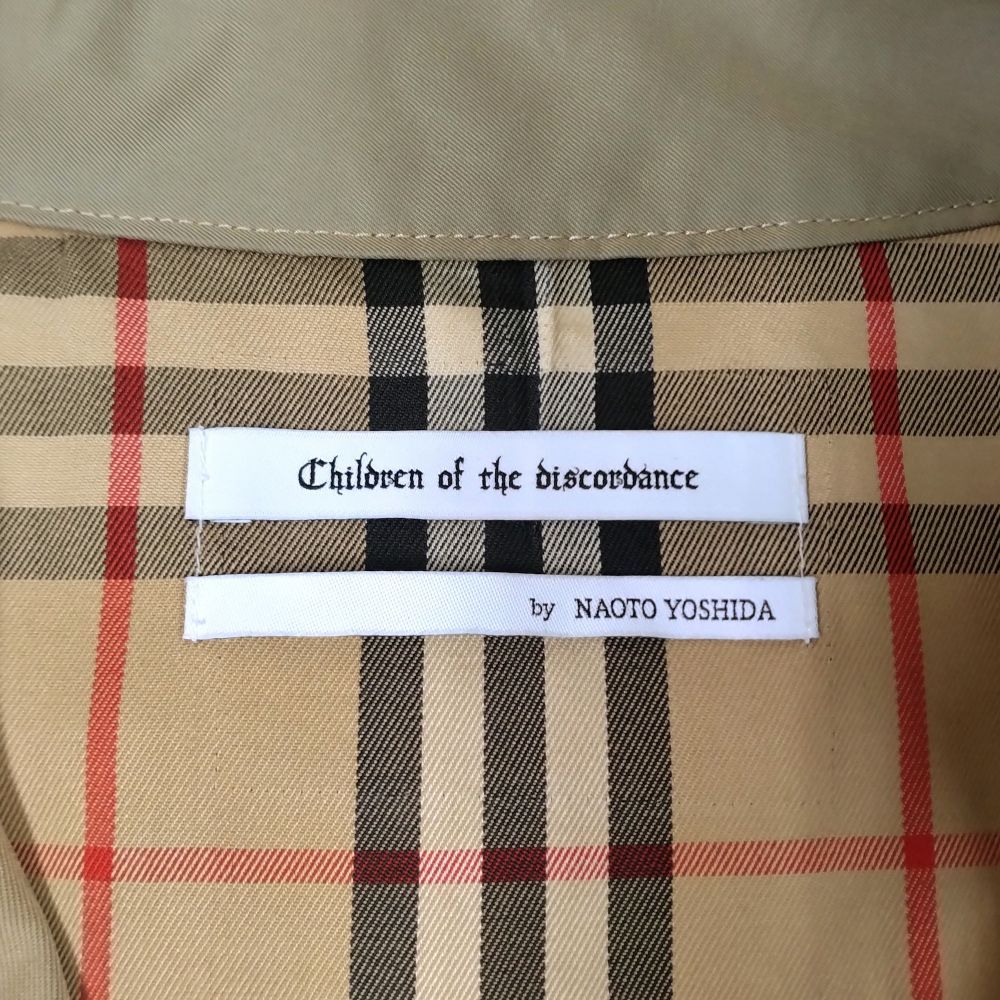 Children of the discordance
by NAOTO YOSHIDA